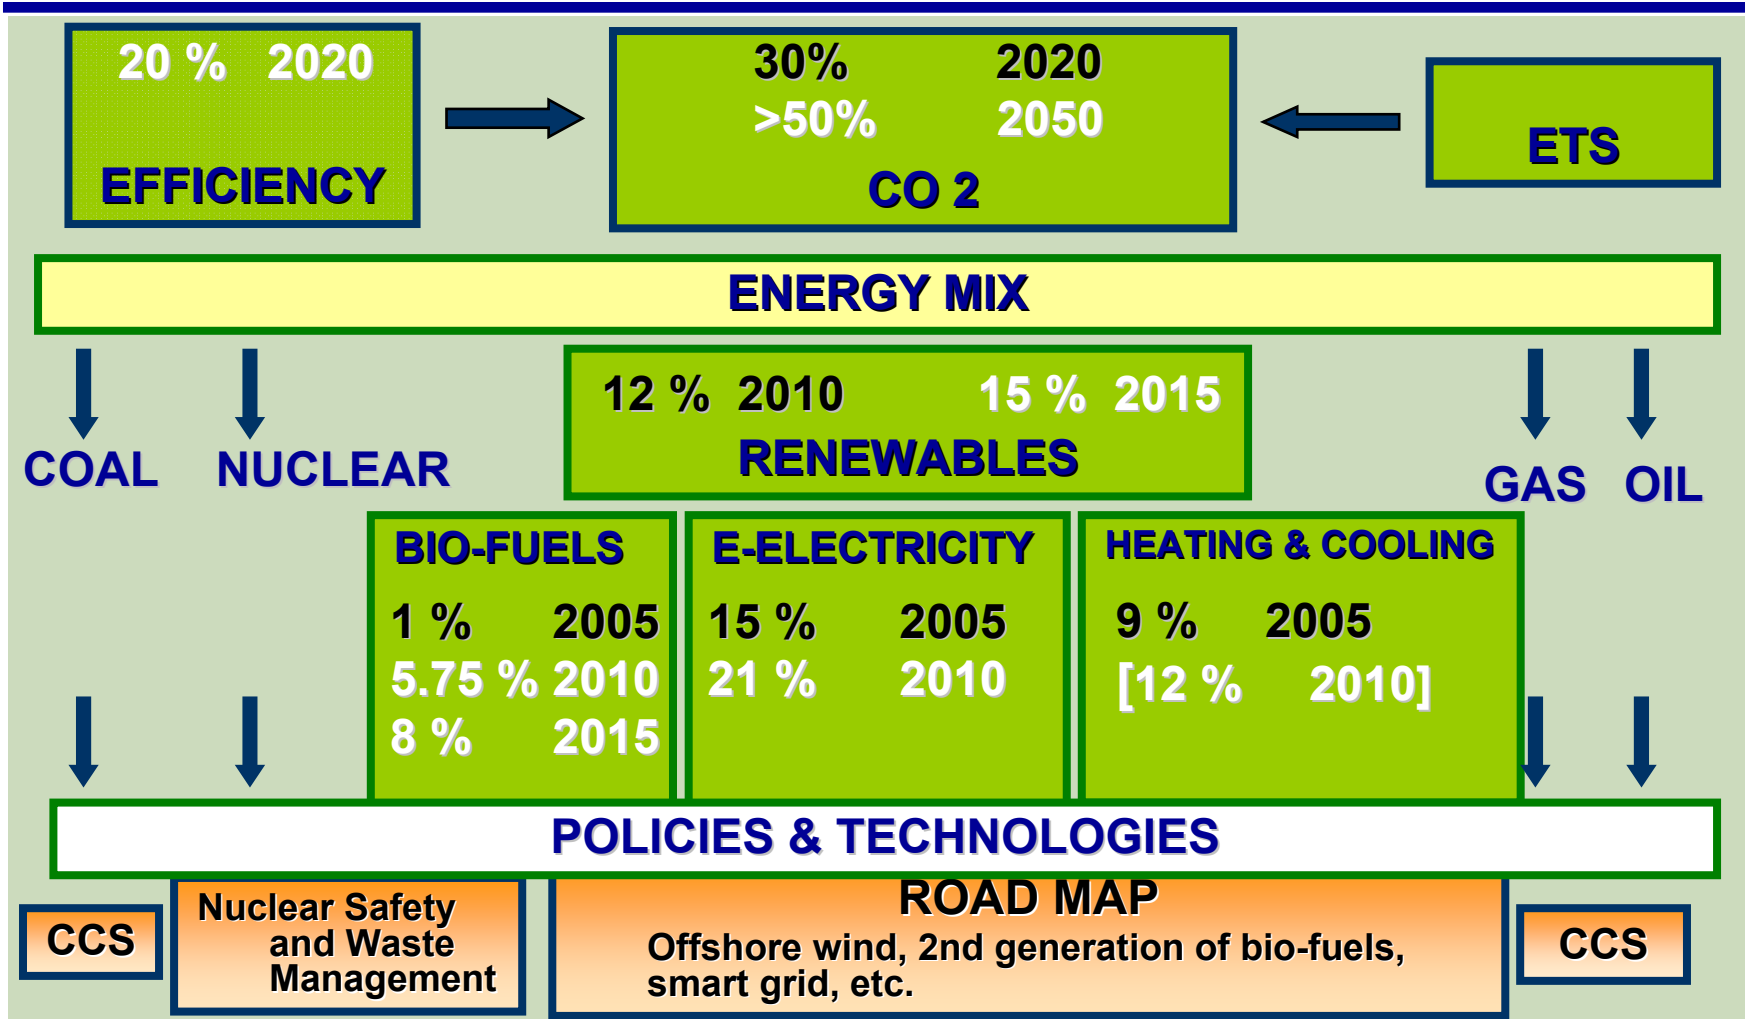 20 % 2020
EFFICIENCY
30% 2020
>50% 2050
CO 2
ETS
ENERGY MIX
COAL
NUCLEAR
12 % 2010 15 % 2015
RENEWABLES
GAS
OIL
BIO-FUELS
1 % 2005
5.75 % 2010
8 % 2015
E-ELECTRICITY
15 % 2005
21 % 2010
HEATING & COOLING
9 % 2005
[12 % 2010]
POLICIES & TECHNOLOGIES
CCS
Nuclear Safety
and Waste
Management
ROAD MAP
Offshore wind, 2nd generation of bio-fuels,
smart grid, etc.
CCS